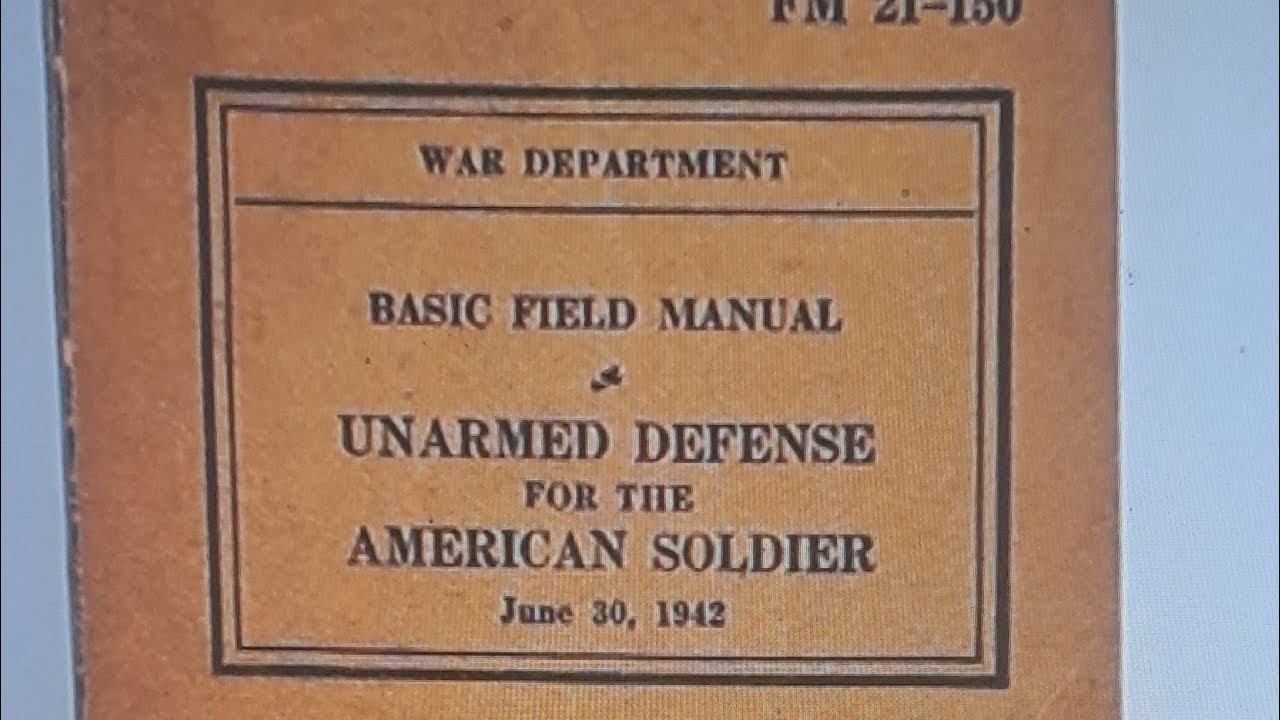 FM 21-150
WAR DEPARTMENT
BASIC FIELD MANUAL
UNARMED DEFENSE
FOR THE
AMERICAN SOLDIER
June 30, 1942